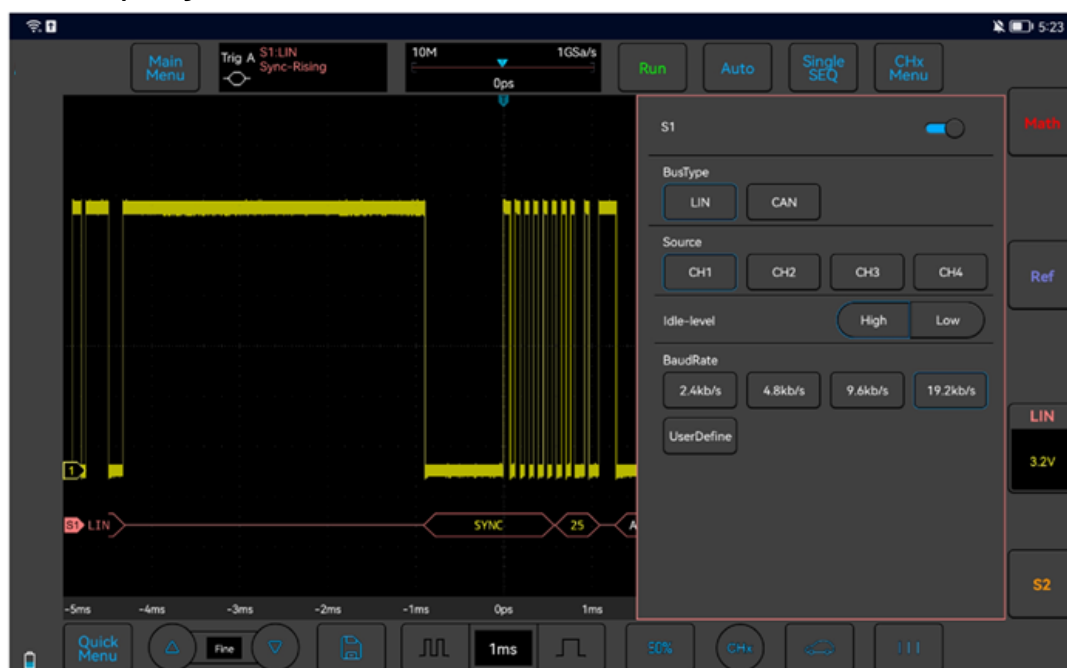 5:23
Main Menu
Trig A S1:LIN
Sync-Rising
10M 1GSa/s
0ps
Run
Auto
Single SEQ
CHx Menu
S1
Math
BusType
LIN CAN
Source
CH1 CH2 CH3 CH4
Ref
Idle-level High Low
BaudRate
2.4kb/s 4.8kb/s 9.6kb/s 19.2kb/s
UserDefine
LIN
3.2V
1
S1 LIN SYNC 25 A
S2
-5ms -4ms -3ms -2ms -1ms 0ps 1ms
Quick Menu
Fine
1ms
50%
CHx